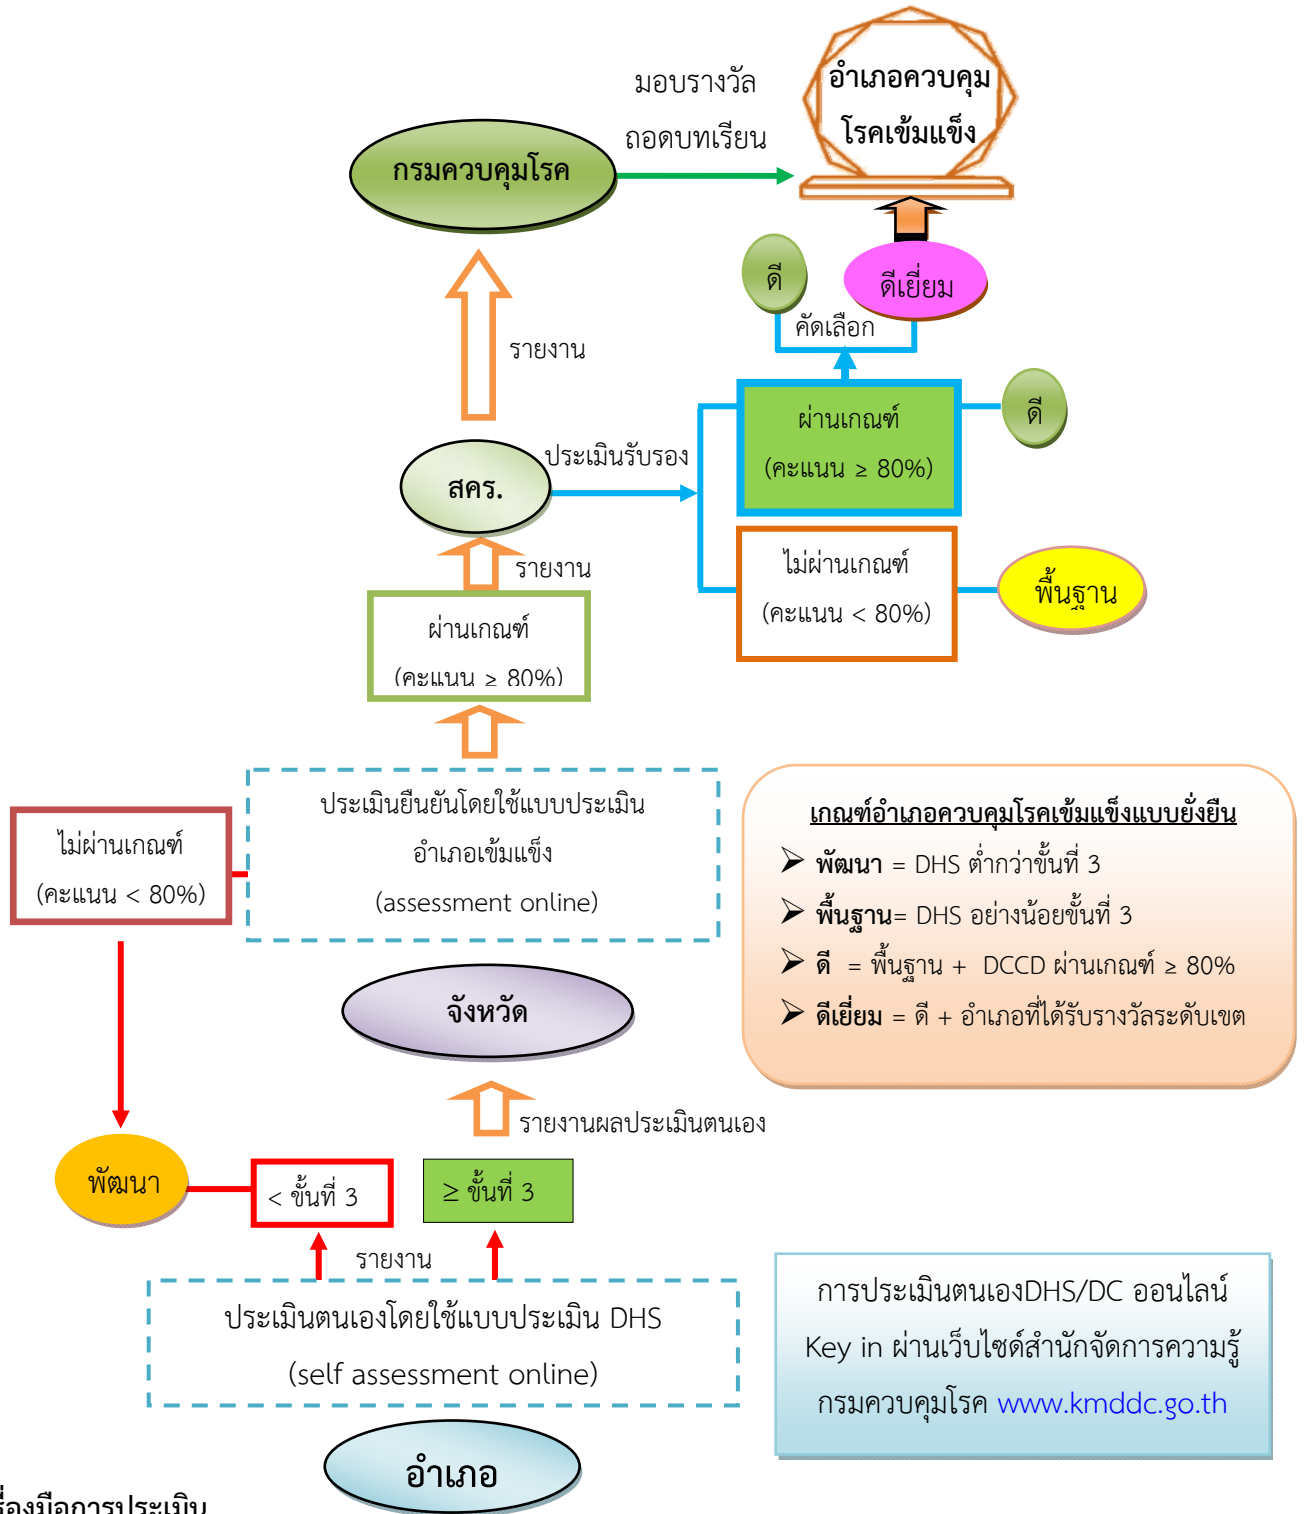 มอบรางวัล
ถอดบทเรียน
อำเภอควบคุม
โรคเข้มแข็ง
กรมควบคุมโรค
ดี
ดีเยี่ยม
คัดเลือก
รายงาน
ผ่านเกณฑ์
(คะแนน ≥ 80%)
ดี
ประเมินรับรอง
สคร.
ไม่ผ่านเกณฑ์
(คะแนน < 80%)
พื้นฐาน
รายงาน
ผ่านเกณฑ์
(คะแนน ≥ 80%)
ประเมินยืนยันโดยใช้แบบประเมิน
อำเภอเข้มแข็ง
(assessment online)
ไม่ผ่านเกณฑ์
(คะแนน < 80%)
เกณฑ์อำเภอควบคุมโรคเข้มแข็งแบบยั่งยืน
➢ พัฒนา = DHS ต่ำกว่าขั้นที่ 3
➢ พื้นฐาน= DHS อย่างน้อยขั้นที่ 3
➢ ดี = พื้นฐาน + DCCD ผ่านเกณฑ์ ≥ 80%
➢ ดีเยี่ยม = ดี + อำเภอที่ได้รับรางวัลระดับเขต
จังหวัด
รายงานผลประเมินตนเอง
พัฒนา
< ขั้นที่ 3
≥ ขั้นที่ 3
รายงาน
ประเมินตนเองโดยใช้แบบประเมิน DHS
(self assessment online)
การประเมินตนเองDHS/DC ออนไลน์
Key in ผ่านเว็บไซด์สำนักจัดการความรู้
กรมควบคุมโรค www.kmddc.go.th
อำเภอ
รื่องมือการประเมิน